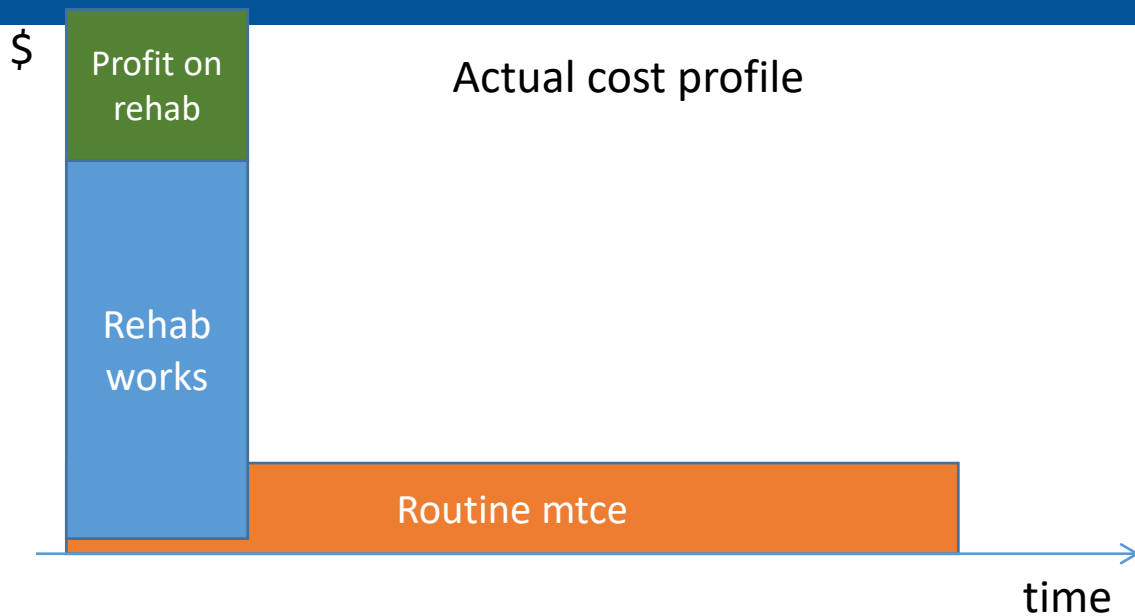 $
Profit on
rehab
Actual cost profile
Rehab
works
Routine mtce
time